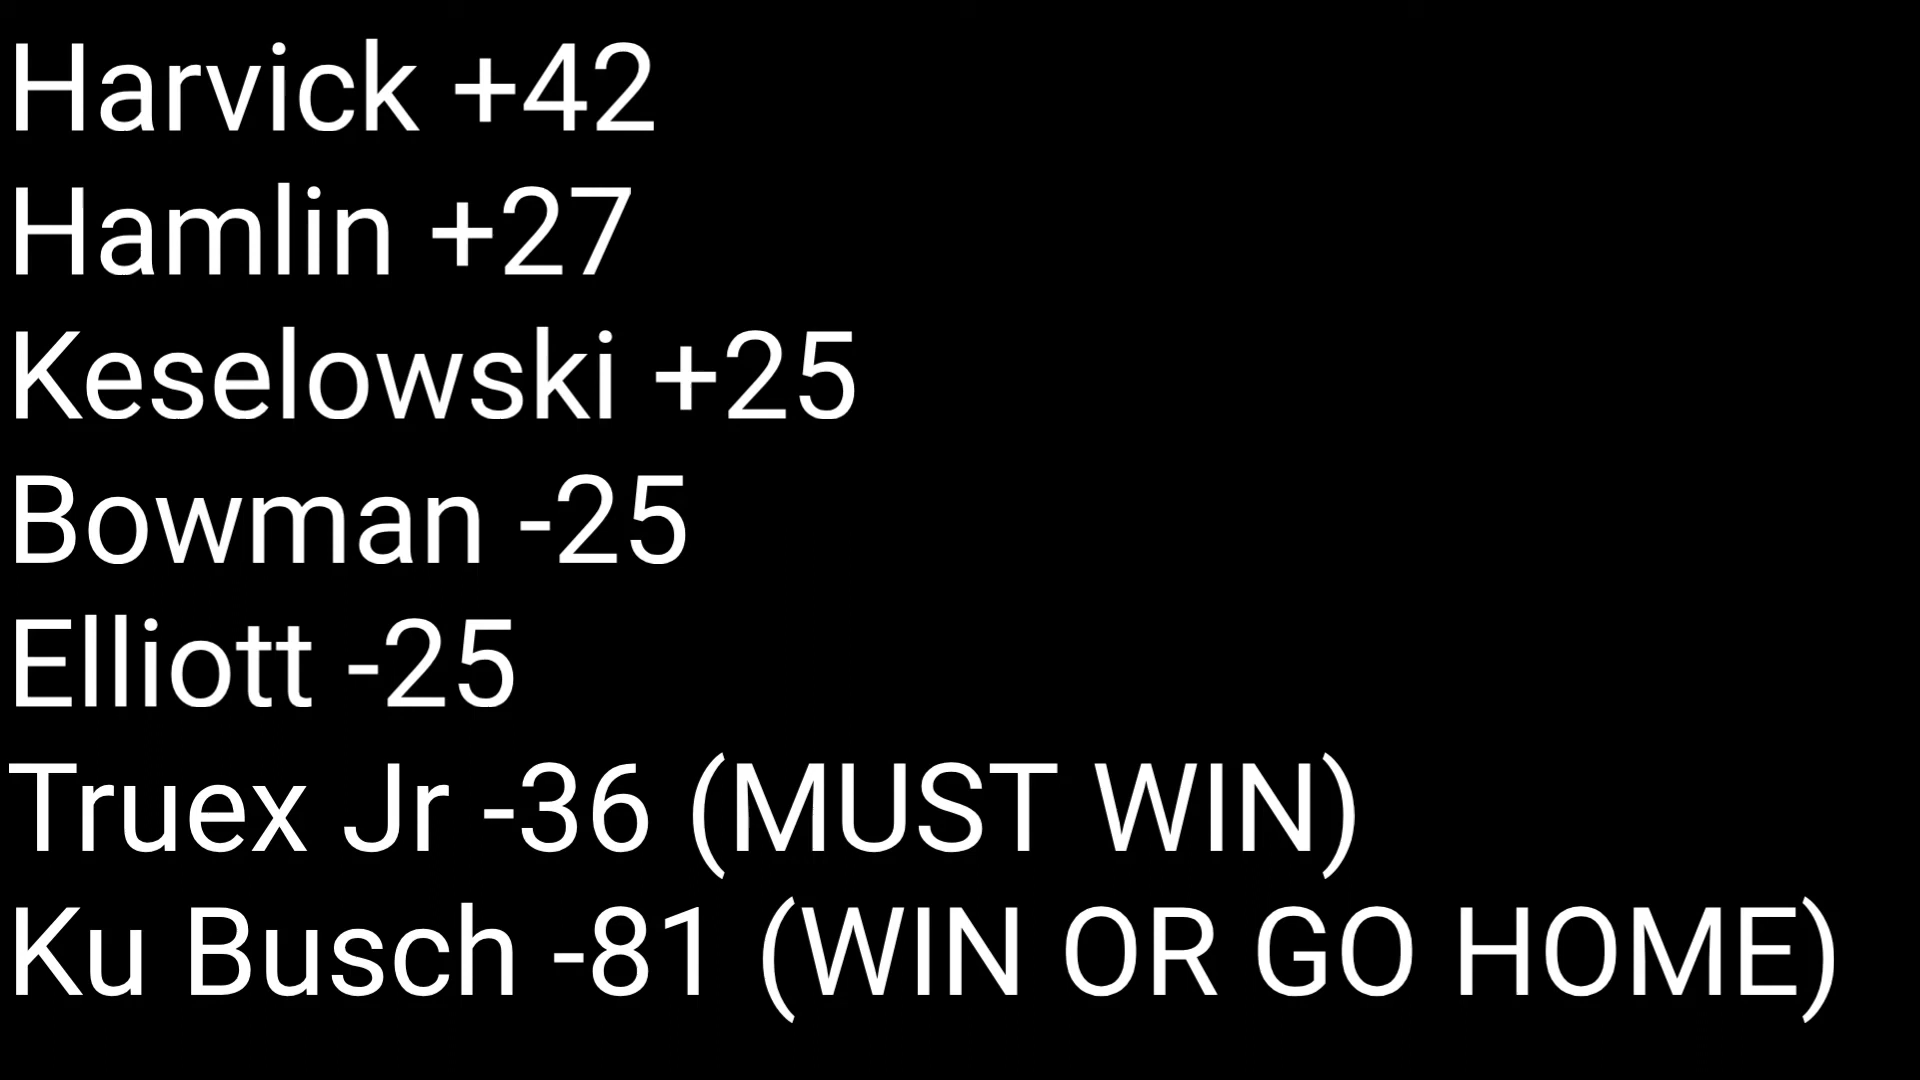 Harvick +42
Hamlin +27
Keselowski +25
Bowman -25
Elliott -25
Truex Jr -36 (MUST WIN)
Ku Busch -81 (WIN OR GO HOME)